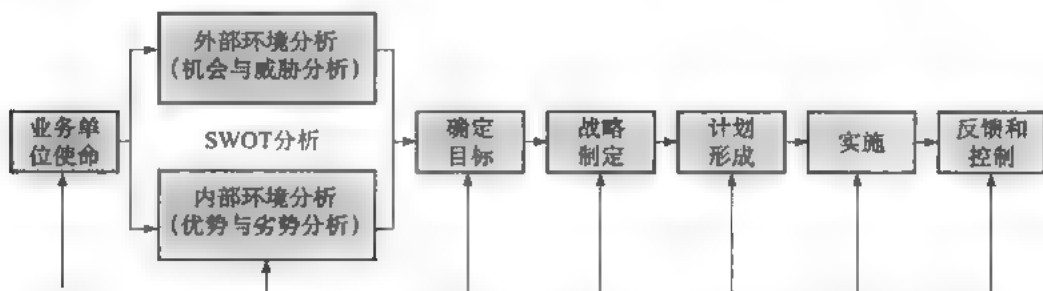 业务单
位使命
外部环境分析
(机会与威胁分析)
SWOT分析
内部环境分析
(优势与劣势分析)
确定
目标
战略
制定
计划
形成
实施
反馈和
控制